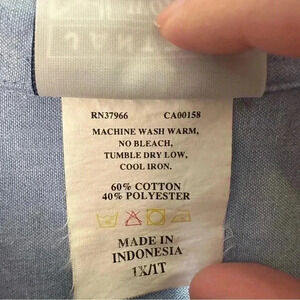 RN37966 CA00158
MACHINE WASH WARM,
NO BLEACH,
TUMBLE DRY LOW,
COOL IRON.
60% COTTON
40% POLYESTER
MADE IN
INDONESIA
1X/1T